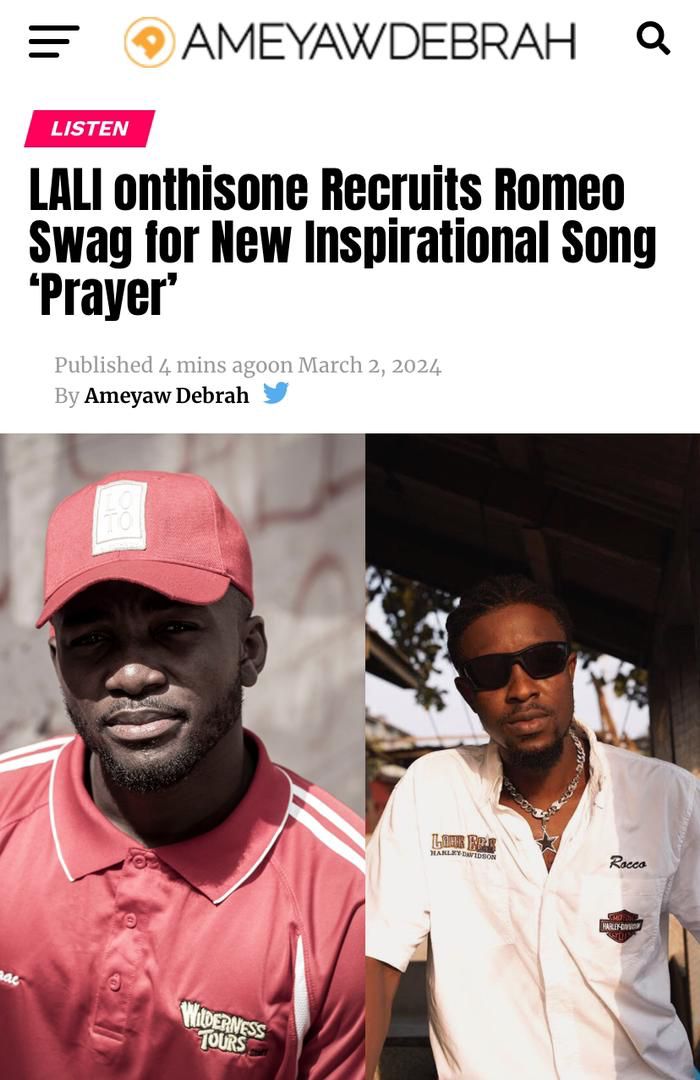 AMEYAWDEBRAH
LISTEN
LALI onthisone Recruits Romeo
Swag for New Inspirational Song
‘Prayer’
Published 4 mins agoon March 2, 2024
By Ameyaw Debrah
LO
TO
WILDERNESS
TOURS
HARLEY-DAVIDSON
Rocco
MOTOR
HARLEY-DAVIDSON